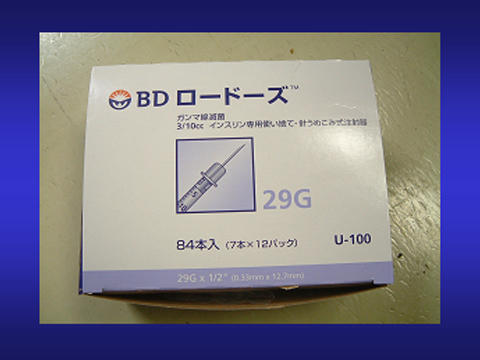 BD ロードーズ™
ガンマ線滅菌
3/10cc インスリン専用使い捨て・針うめこみ式注射器
29G
84本入 (7本×12パック)
U-100
29G x 1/2" (0.33mm x 12.7mm)